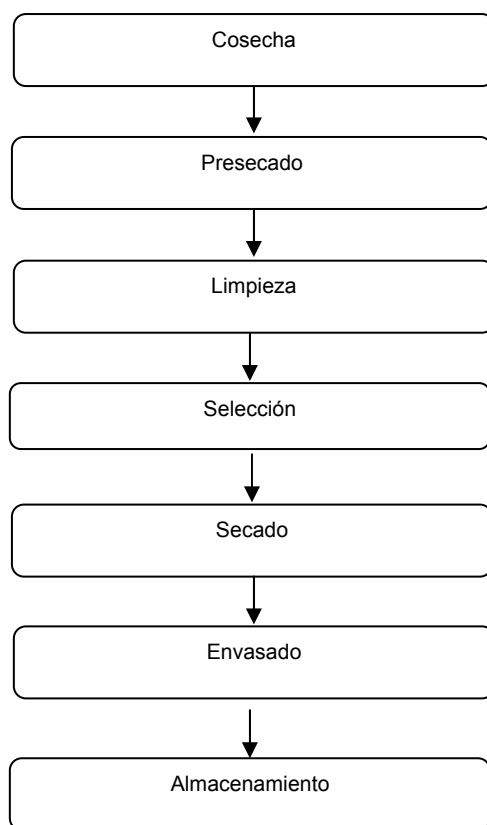 Cosecha
Presecado
Limpieza
Selección
Secado
Envasado
Almacenamiento